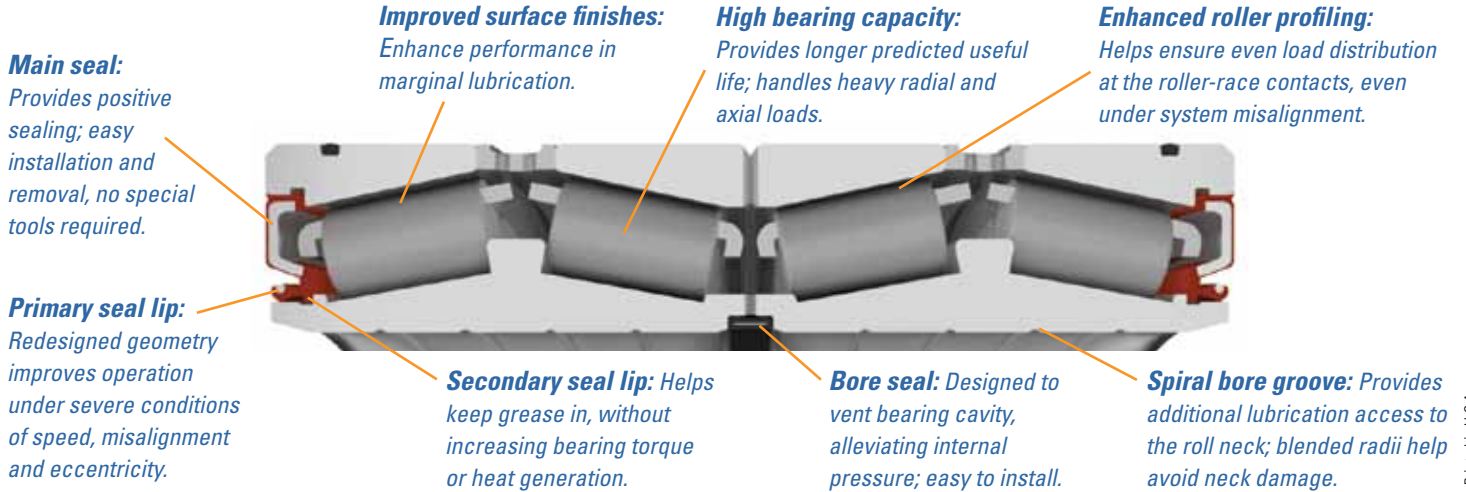 Improved surface finishes:
Enhance performance in
marginal lubrication.
High bearing capacity:
Provides longer predicted useful
life; handles heavy radial and
axial loads.
Enhanced roller profiling:
Helps ensure even load distribution
at the roller-race contacts, even
under system misalignment.
Main seal:
Provides positive
sealing; easy
installation and
removal, no special
tools required.
Primary seal lip:
Redesigned geometry
improves operation
under severe conditions
of speed, misalignment
and eccentricity.
Secondary seal lip: Helps
keep grease in, without
increasing bearing torque
or heat generation.
Bore seal: Designed to
vent bearing cavity,
alleviating internal
pressure; easy to install.
Spiral bore groove: Provides
additional lubrication access to
the roll neck; blended radii help
avoid neck damage.